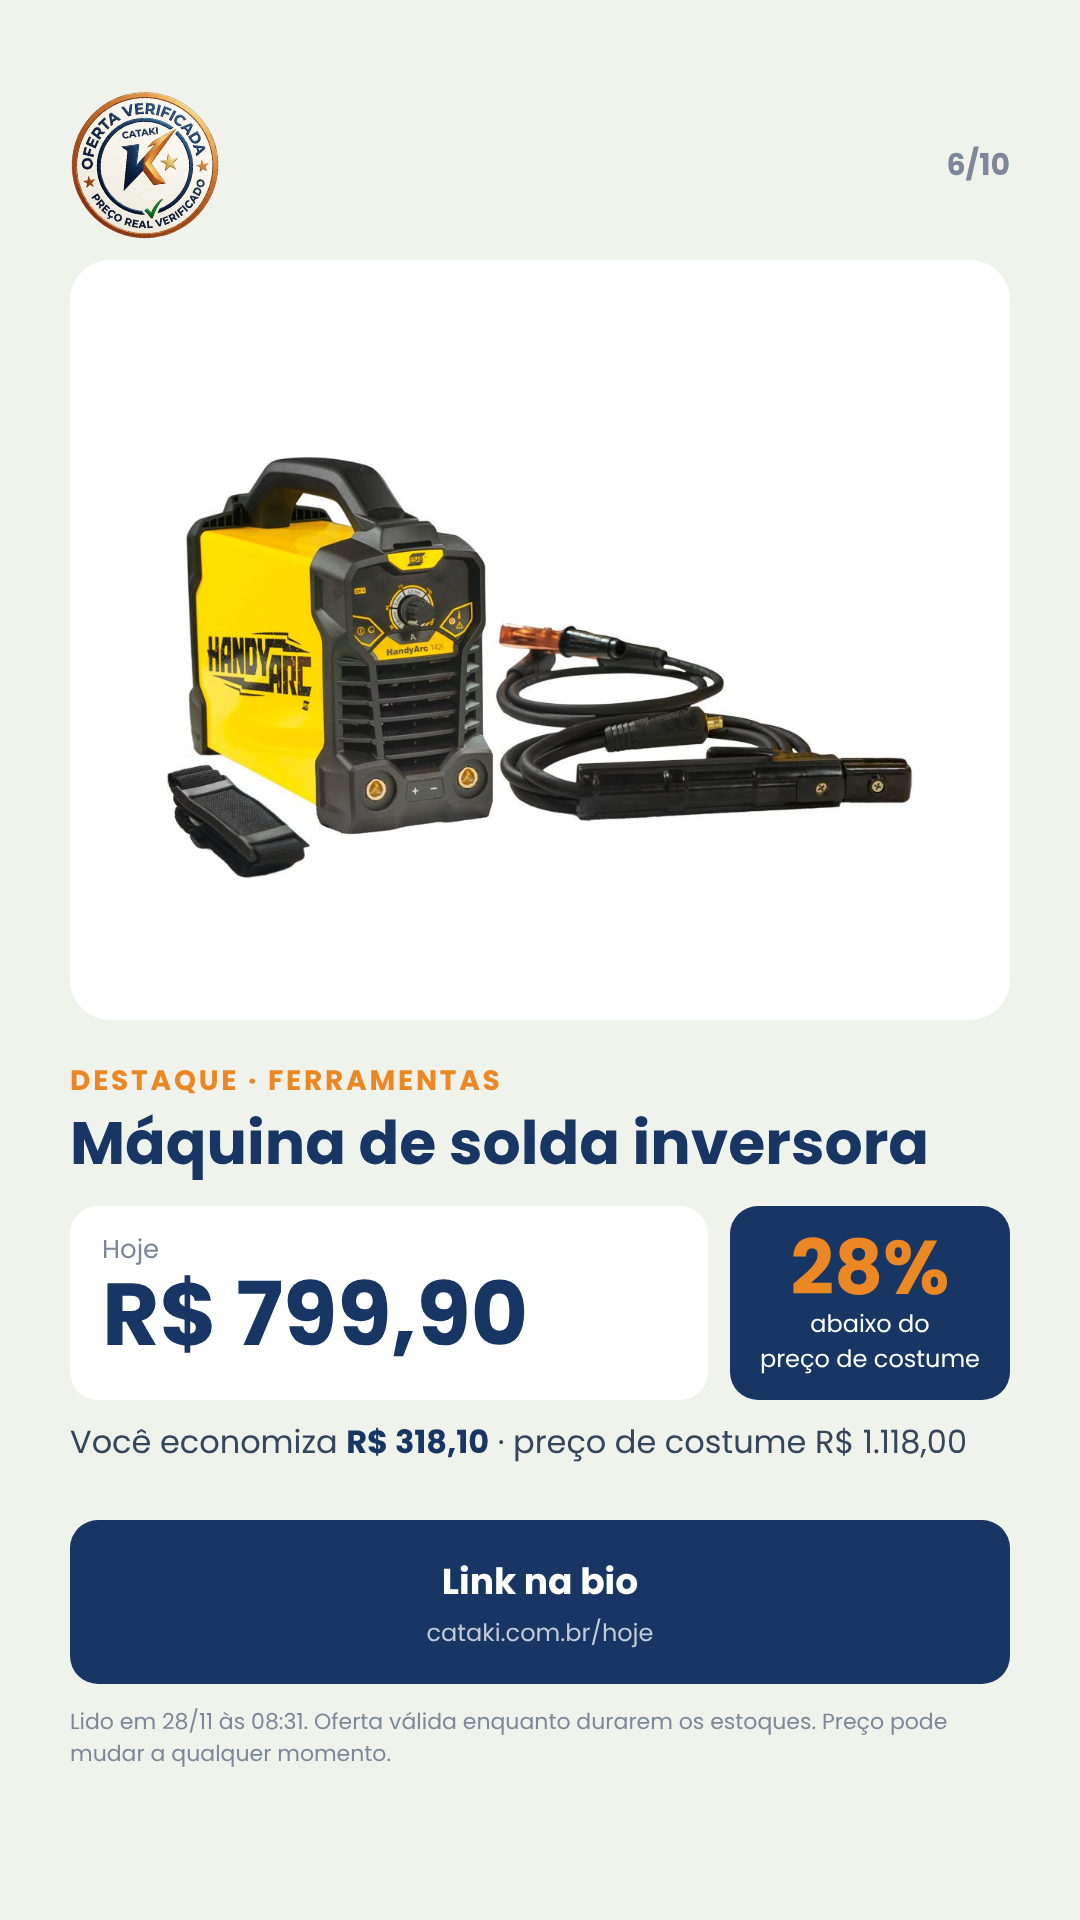 OFERTA VERIFICADA
CATAKI
PREÇO REAL VERIFICADO
6/10
HANDYARC
A
HandyArc 142i
+ −
DESTAQUE · FERRAMENTAS
Máquina de solda inversora
Hoje
R$ 799,90
28%
abaixo do
preço de costume
Você economiza R$ 318,10 · preço de costume R$ 1.118,00
Link na bio
cataki.com.br/hoje
Lido em 28/11 às 08:31. Oferta válida enquanto durarem os estoques. Preço pode
mudar a qualquer momento.